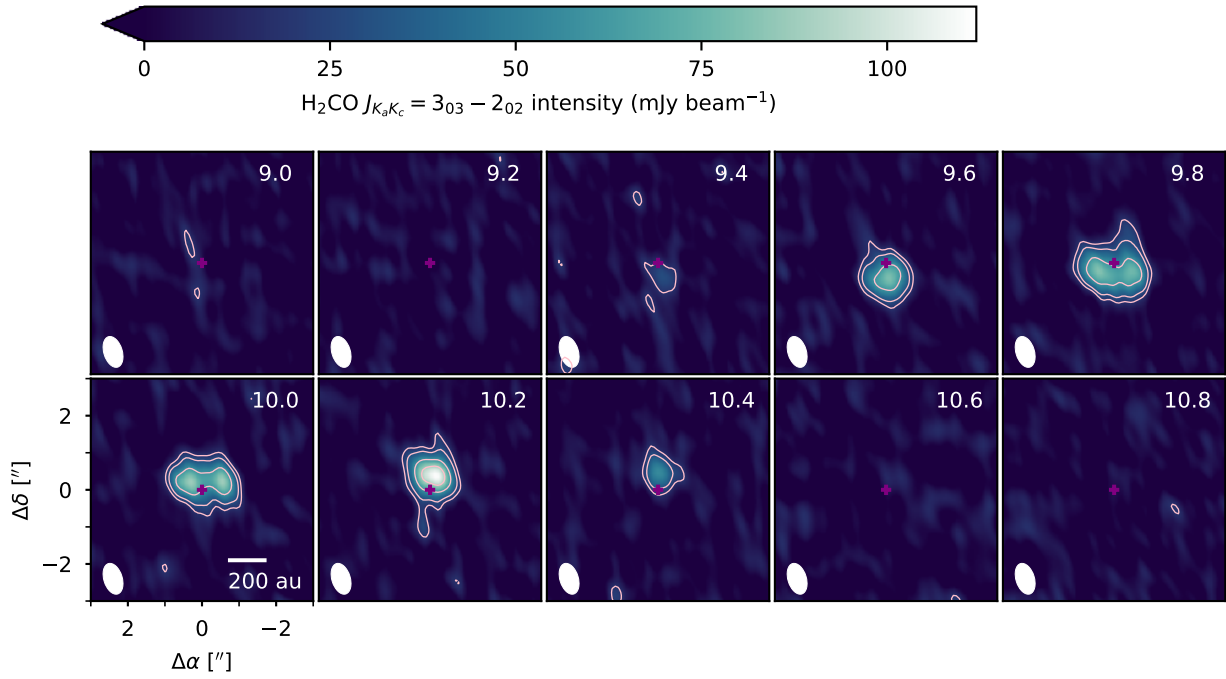 0 25 50 75 100
H₂CO J_{K_aK_c} = 3₀₃ − 2₀₂ intensity (mJy beam⁻¹)
9.0 9.2 9.4 9.6 9.8
10.0 10.2 10.4 10.6 10.8
2
0
−2
Δδ [″]
200 au
2 0 −2
Δα [″]